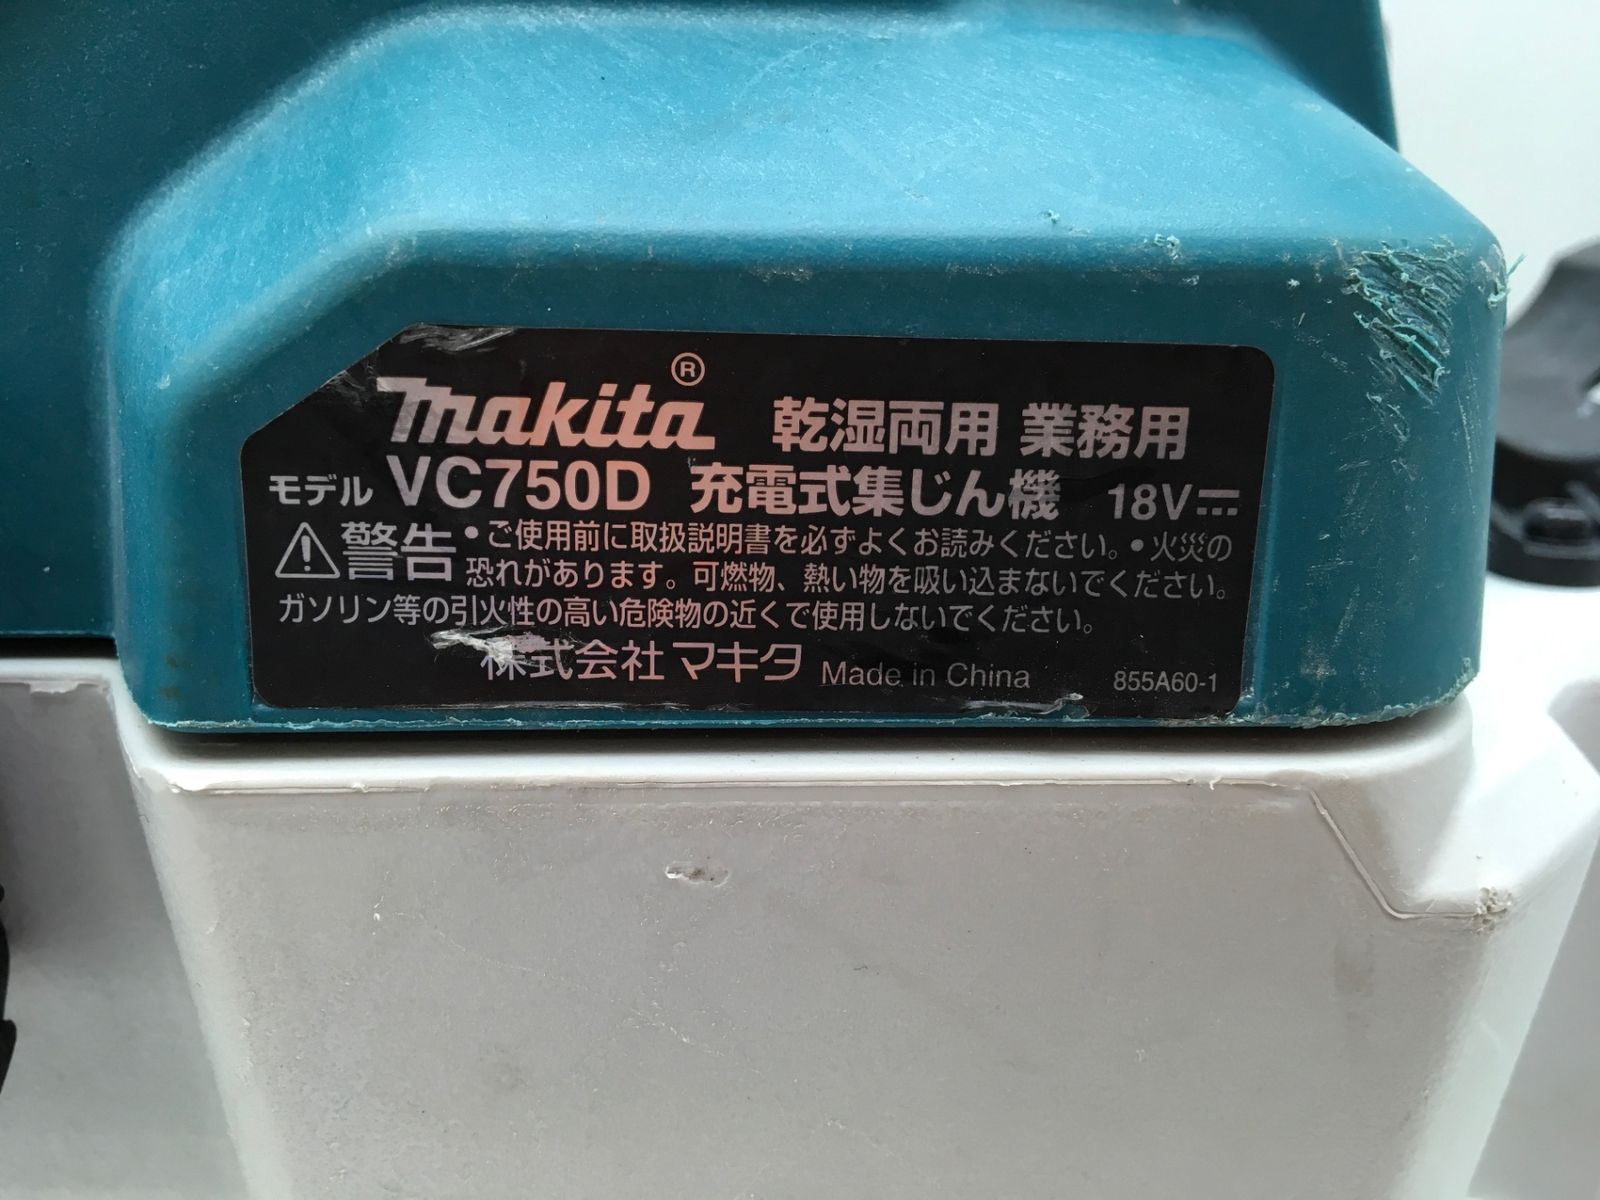 makita® 乾湿両用 業務用
モデル VC750D 充電式集じん機 18V⎓
⚠警告 •ご使用前に取扱説明書を必ずよくお読みください。•火災の
恐れがあります。可燃物、熱い物を吸い込まないでください。
ガソリン等の引火性の高い危険物の近くで使用しないでください。
株式会社マキタ Made in China 855A60-1